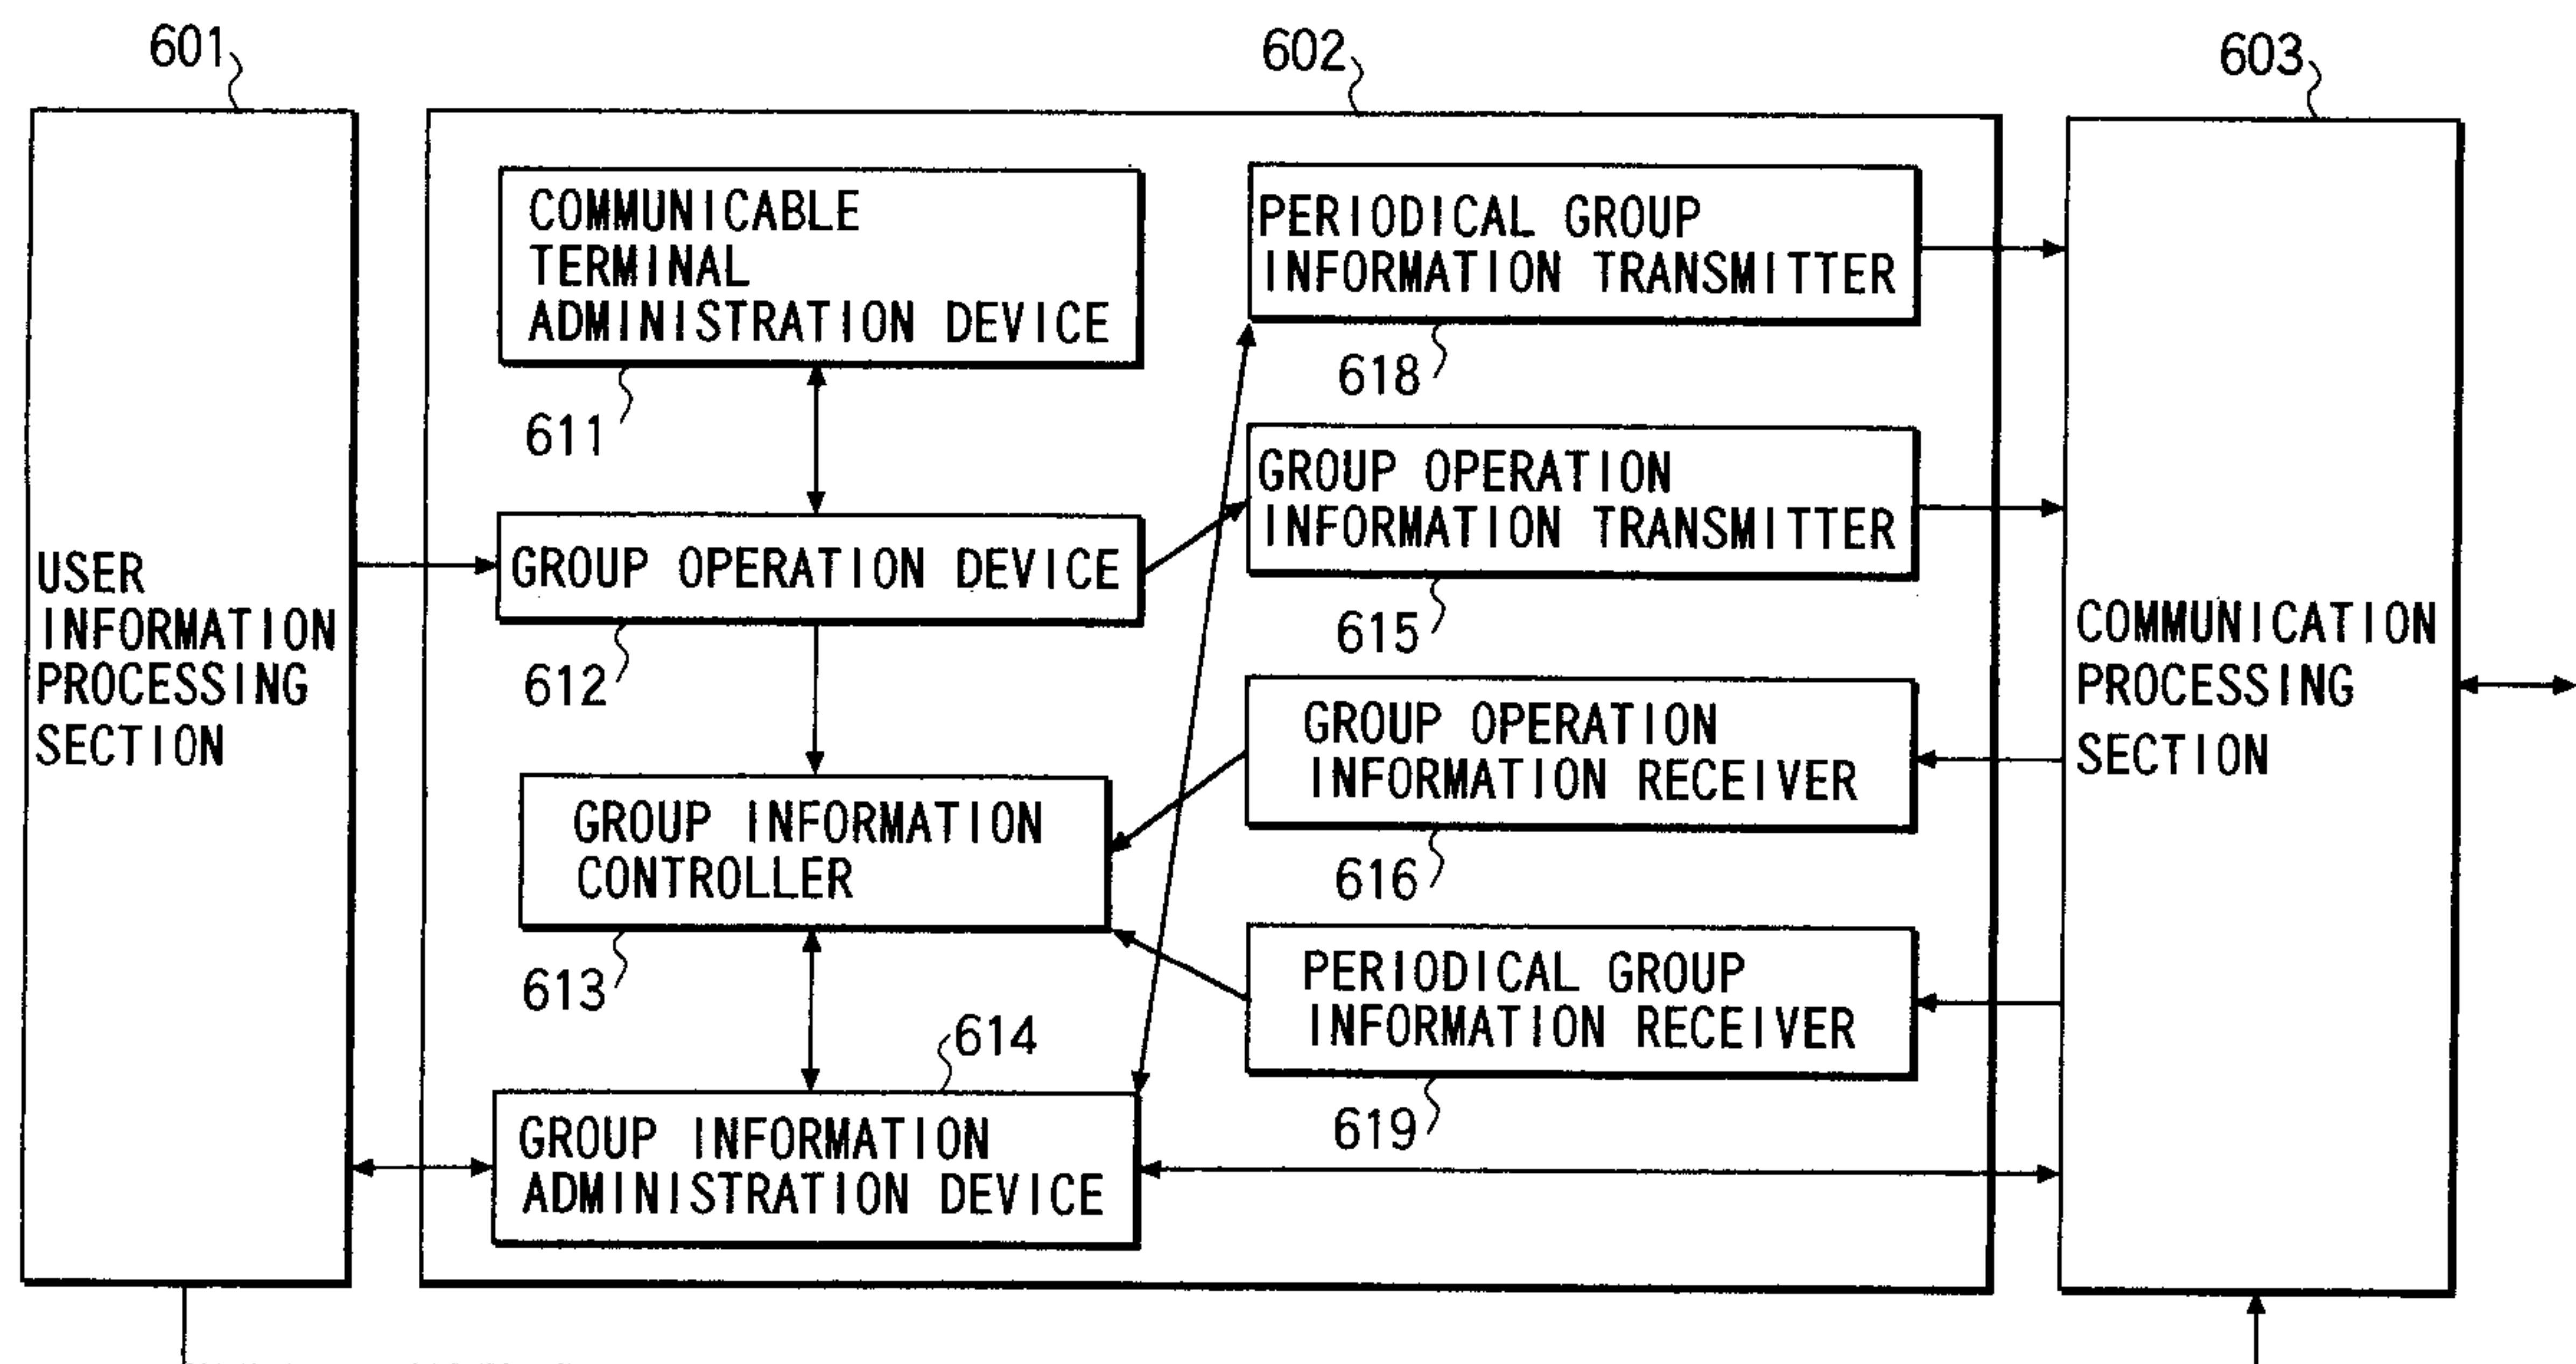 601
602
603
USER
INFORMATION
PROCESSING
SECTION
COMMUNICABLE
TERMINAL
ADMINISTRATION DEVICE
611
GROUP OPERATION DEVICE
612
GROUP INFORMATION
CONTROLLER
613
614
GROUP INFORMATION
ADMINISTRATION DEVICE
PERIODICAL GROUP
INFORMATION TRANSMITTER
618
GROUP OPERATION
INFORMATION TRANSMITTER
615
GROUP OPERATION
INFORMATION RECEIVER
616
PERIODICAL GROUP
INFORMATION RECEIVER
619
COMMUNICATION
PROCESSING
SECTION